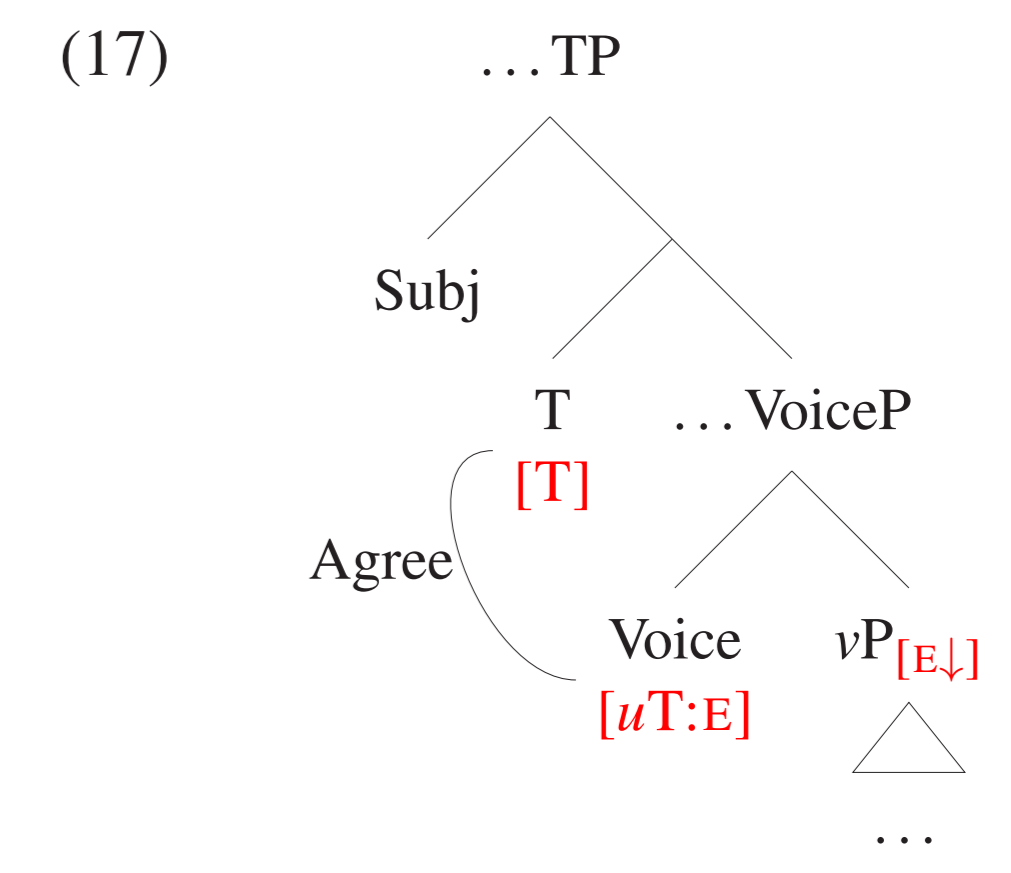 (17) ...TP
Subj
T ...VoiceP
[T]
Agree
Voice vP[E↓]
[uT:E]
...